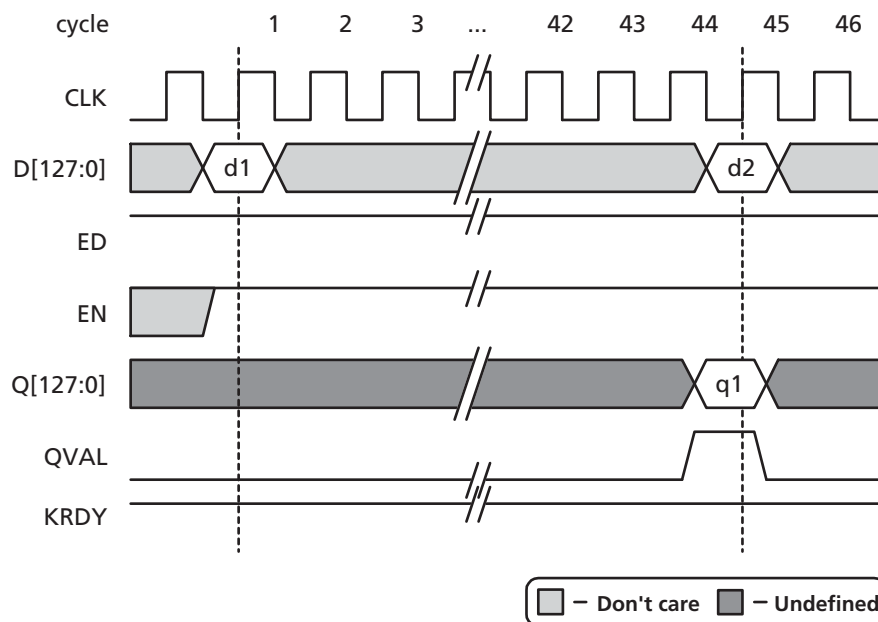 cycle 1 2 3 ... 42 43 44 45 46
CLK
D[127:0] d1 d2
ED
EN
Q[127:0] q1
QVAL
KRDY
– Don't care – Undefined